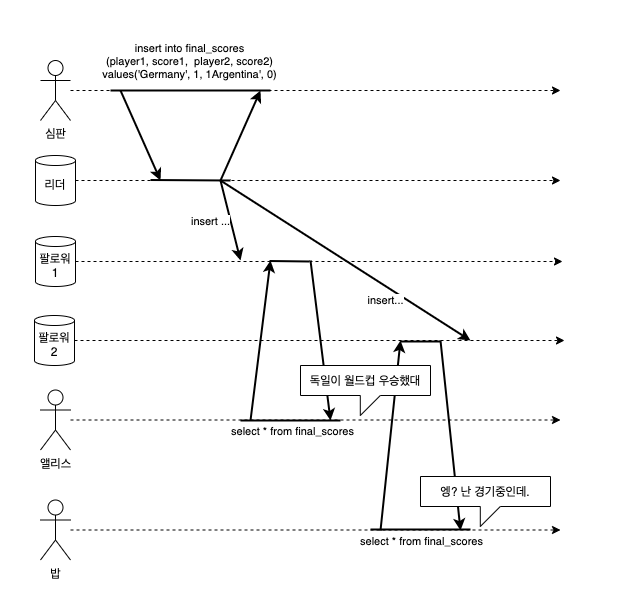 insert into final_scores
(player1, score1,  player2, score2)
values('Germany', 1, 1Argentina', 0)
심판
리더
insert ...
팔로워
1
insert...
팔로워
2
독일이 월드컵 우승했대
select * from final_scores
앨리스
엥? 난 경기중인데.
select * from final_scores
밥